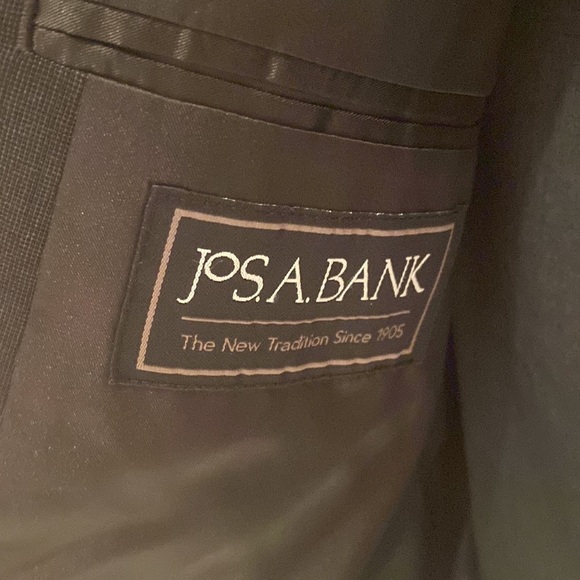 JOS.A.BANK
The New Tradition Since 1905